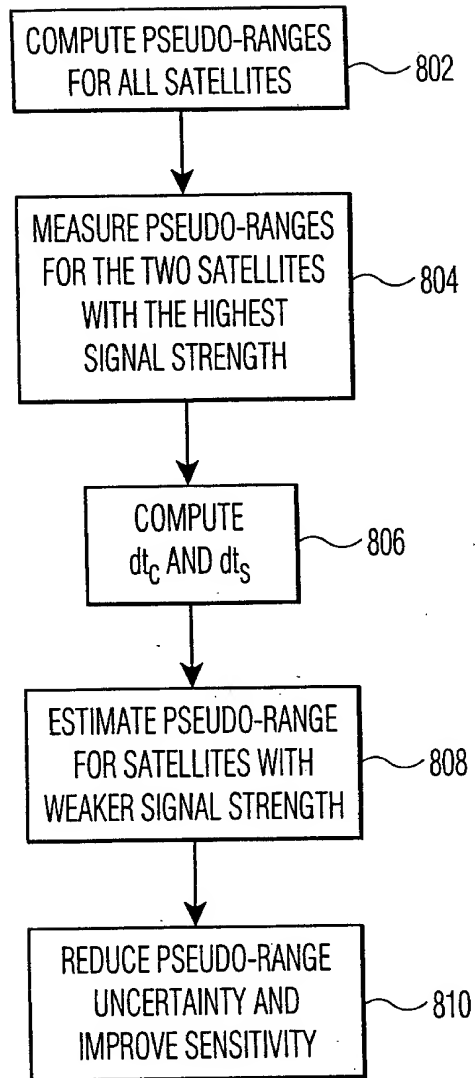 COMPUTE PSEUDO-RANGES
FOR ALL SATELLITES
802
MEASURE PSEUDO-RANGES
FOR THE TWO SATELLITES
WITH THE HIGHEST
SIGNAL STRENGTH
804
COMPUTE
dtC AND dtS
806
ESTIMATE PSEUDO-RANGE
FOR SATELLITES WITH
WEAKER SIGNAL STRENGTH
808
REDUCE PSEUDO-RANGE
UNCERTAINTY AND
IMPROVE SENSITIVITY
810